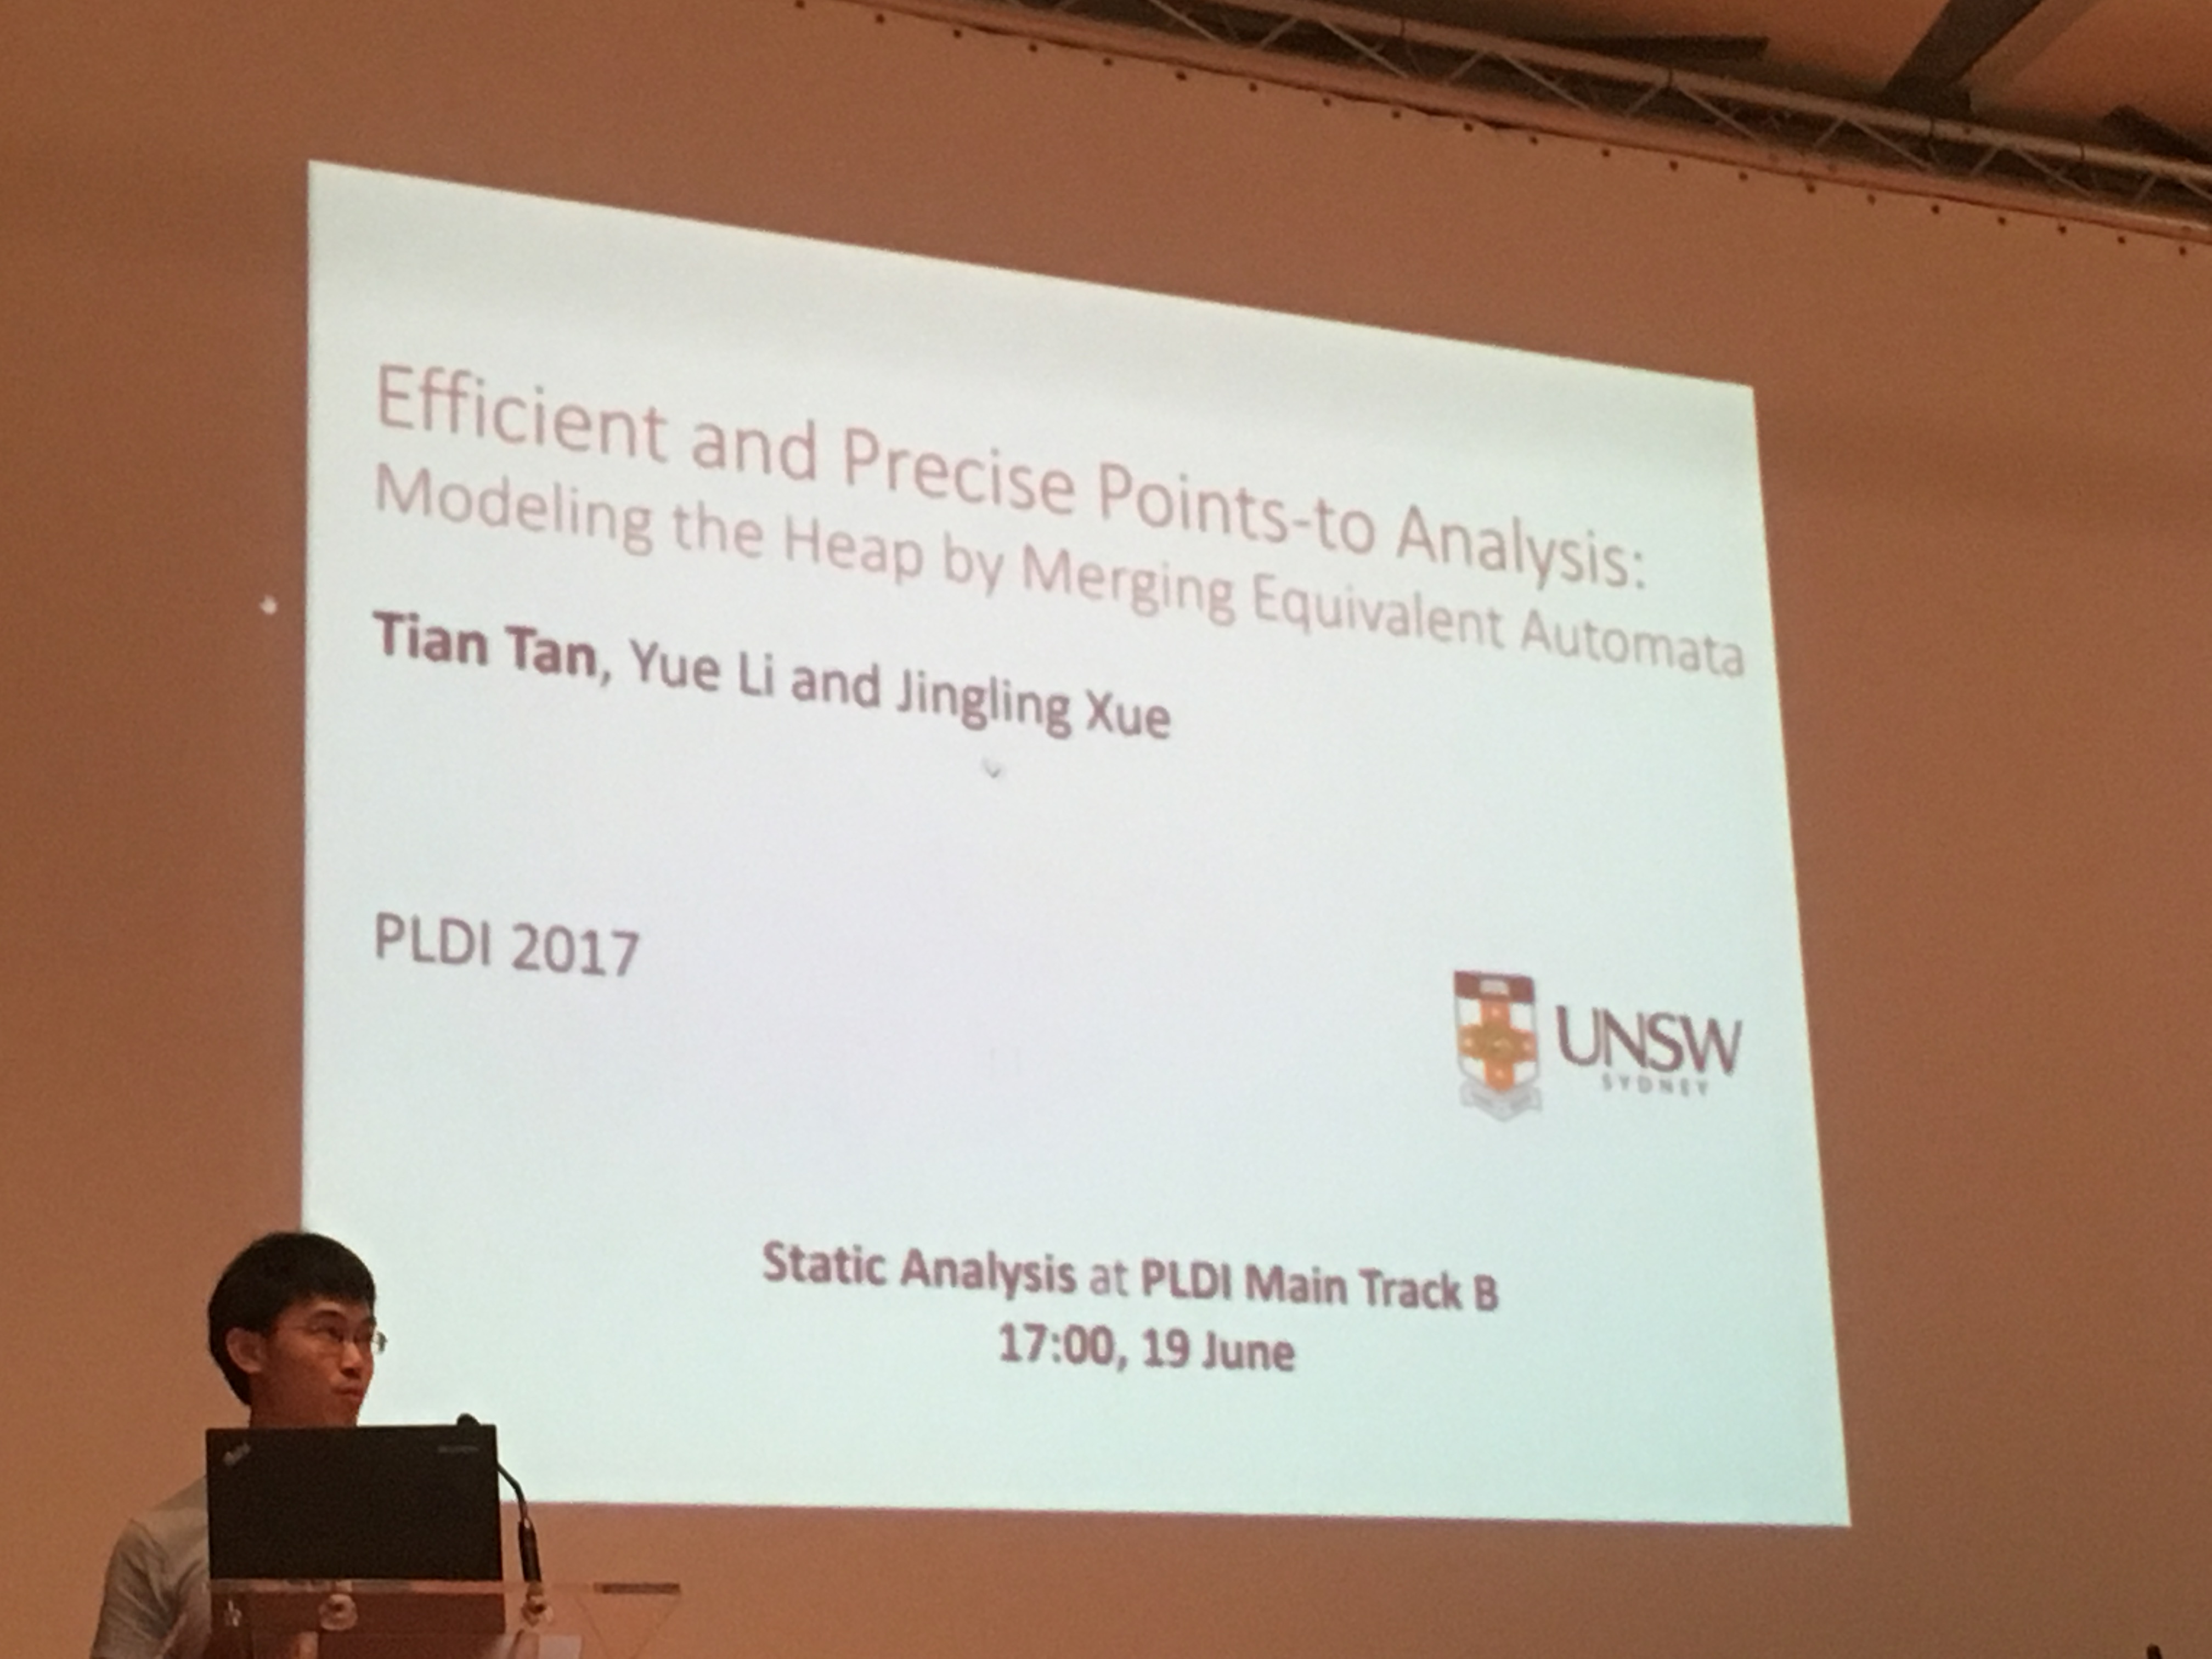 Efficient and Precise Points-to Analysis:
Modeling the Heap by Merging Equivalent Automata
Tian Tan, Yue Li and Jingling Xue
PLDI 2017
UNSW
SYDNEY
Static Analysis at PLDI Main Track B
17:00, 19 June